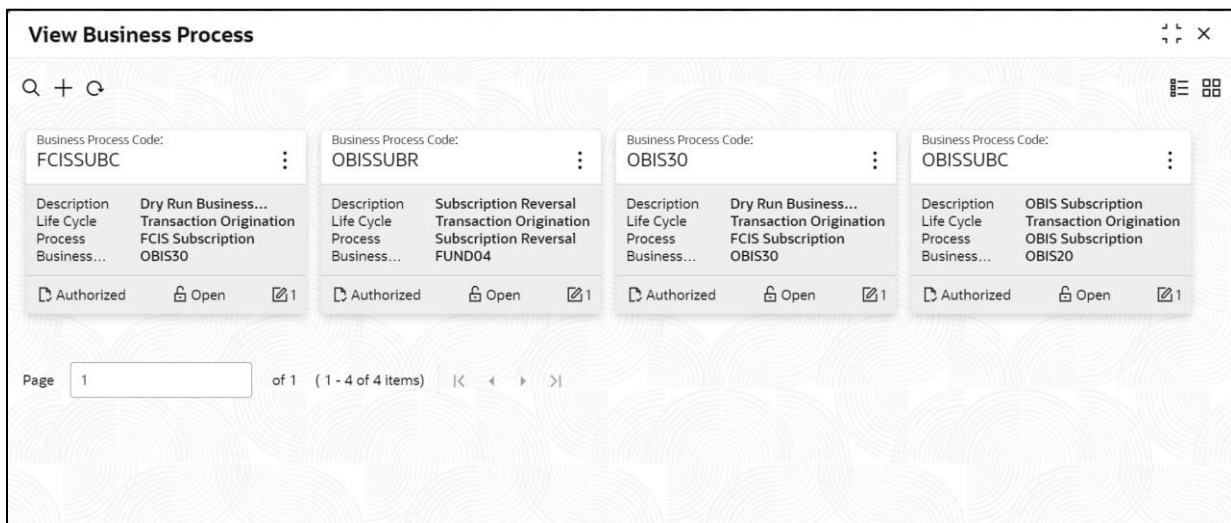 View Business Process
Business Process Code:
FCISSUBC
Description Dry Run Business...
Life Cycle Transaction Origination
Process FCIS Subscription
Business... OBIS30
Authorized Open 1
Business Process Code:
OBISSUBR
Description Subscription Reversal
Life Cycle Transaction Origination
Process Subscription Reversal
Business... FUND04
Authorized Open 1
Business Process Code:
OBIS30
Description Dry Run Business...
Life Cycle Transaction Origination
Process FCIS Subscription
Business... OBIS30
Authorized Open 1
Business Process Code:
OBISSUBC
Description OBIS Subscription
Life Cycle Transaction Origination
Process OBIS Subscription
Business... OBIS20
Authorized Open 1
Page 1 of 1 ( 1 - 4 of 4 items)